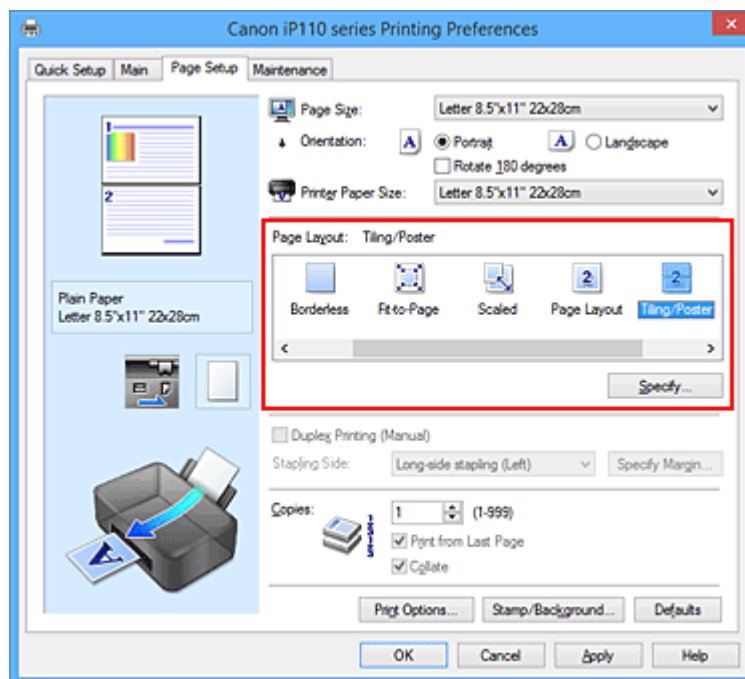 Canon iP110 series Printing Preferences
Quick Setup Main Page Setup Maintenance
1
2
Plain Paper
Letter 8.5"x11" 22x28cm
Page Size: Letter 8.5"x11" 22x28cm
Orientation: A Portrait A Landscape
Rotate 180 degrees
Printer Paper Size: Letter 8.5"x11" 22x28cm
Page Layout: Tiling/Poster
2 2
Borderless Fit-to-Page Scaled Page Layout Tiling/Poster
Specify...
Duplex Printing (Manual)
Stapling Side: Long-side stapling (Left) Specify Margin...
Copies: 1 (1-999)
Print from Last Page
Collate
A
Print Options... Stamp/Background... Defaults
OK Cancel Apply Help